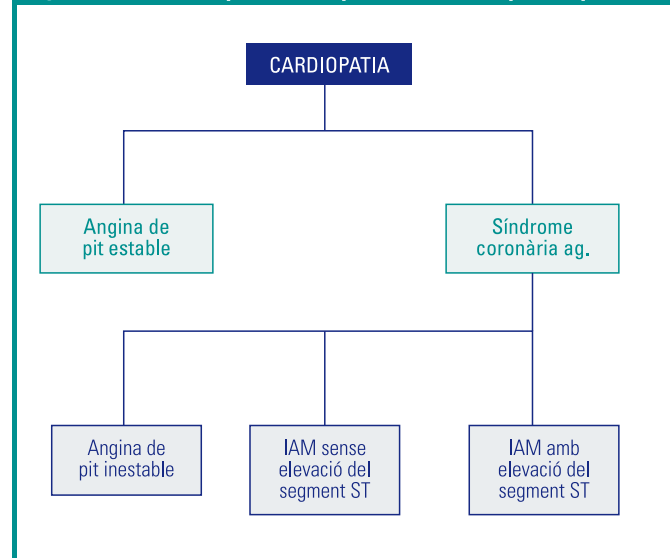 CARDIOPATIA
Angina de
pit estable
Síndrome
coronària ag.
Angina de
pit inestable
IAM sense
elevació del
segment ST
IAM amb
elevació del
segment ST